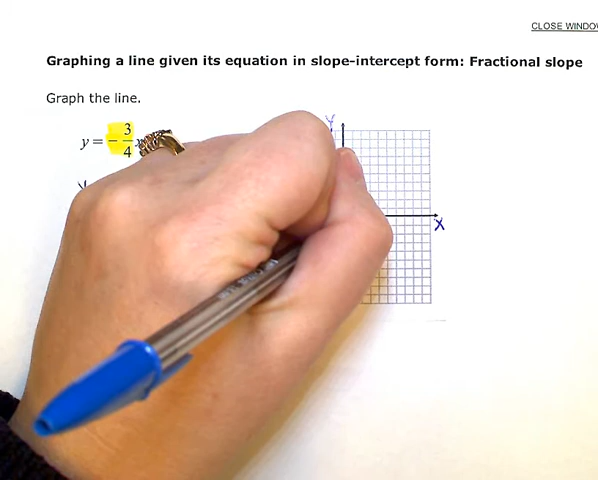 CLOSE WINDOW
Graphing a line given its equation in slope-intercept form: Fractional slope
Graph the line.
Y
y = - 3/4
X